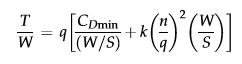 T/W = q[C_Dmin/(W/S) + k(n/q)²(W/S)]